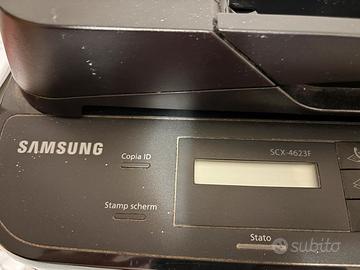 SAMSUNG
Copia ID
SCX-4623F
Stamp scherm
Stato
subito